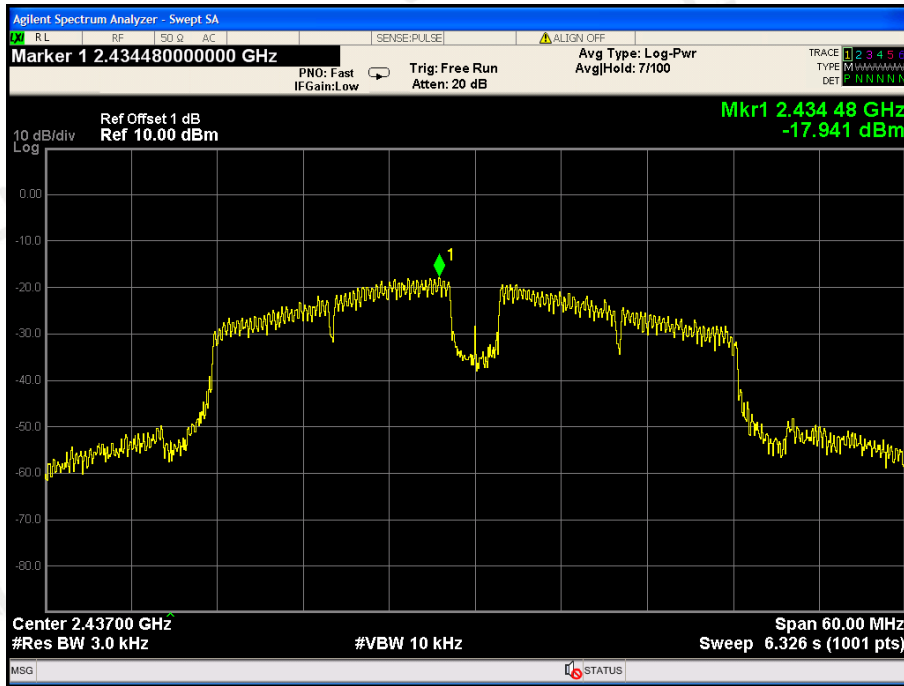 Agilent Spectrum Analyzer - Swept SA
LXI RL RF 50 Ω AC SENSE:PULSE ALIGN OFF
Marker 1 2.434480000000 GHz
PNO: Fast
IFGain:Low
Trig: Free Run
Atten: 20 dB
Avg Type: Log-Pwr
Avg|Hold: 7/100
TRACE 1 2 3 4 5 6
TYPE M
DET P N N N N N
Mkr1 2.434 48 GHz
-17.941 dBm
Ref Offset 1 dB
10 dB/div Ref 10.00 dBm
Log
0.00
-10.0
1
-20.0
-30.0
-40.0
-50.0
-60.0
-70.0
-80.0
Center 2.43700 GHz Span 60.00 MHz
#Res BW 3.0 kHz #VBW 10 kHz Sweep 6.326 s (1001 pts)
MSG STATUS